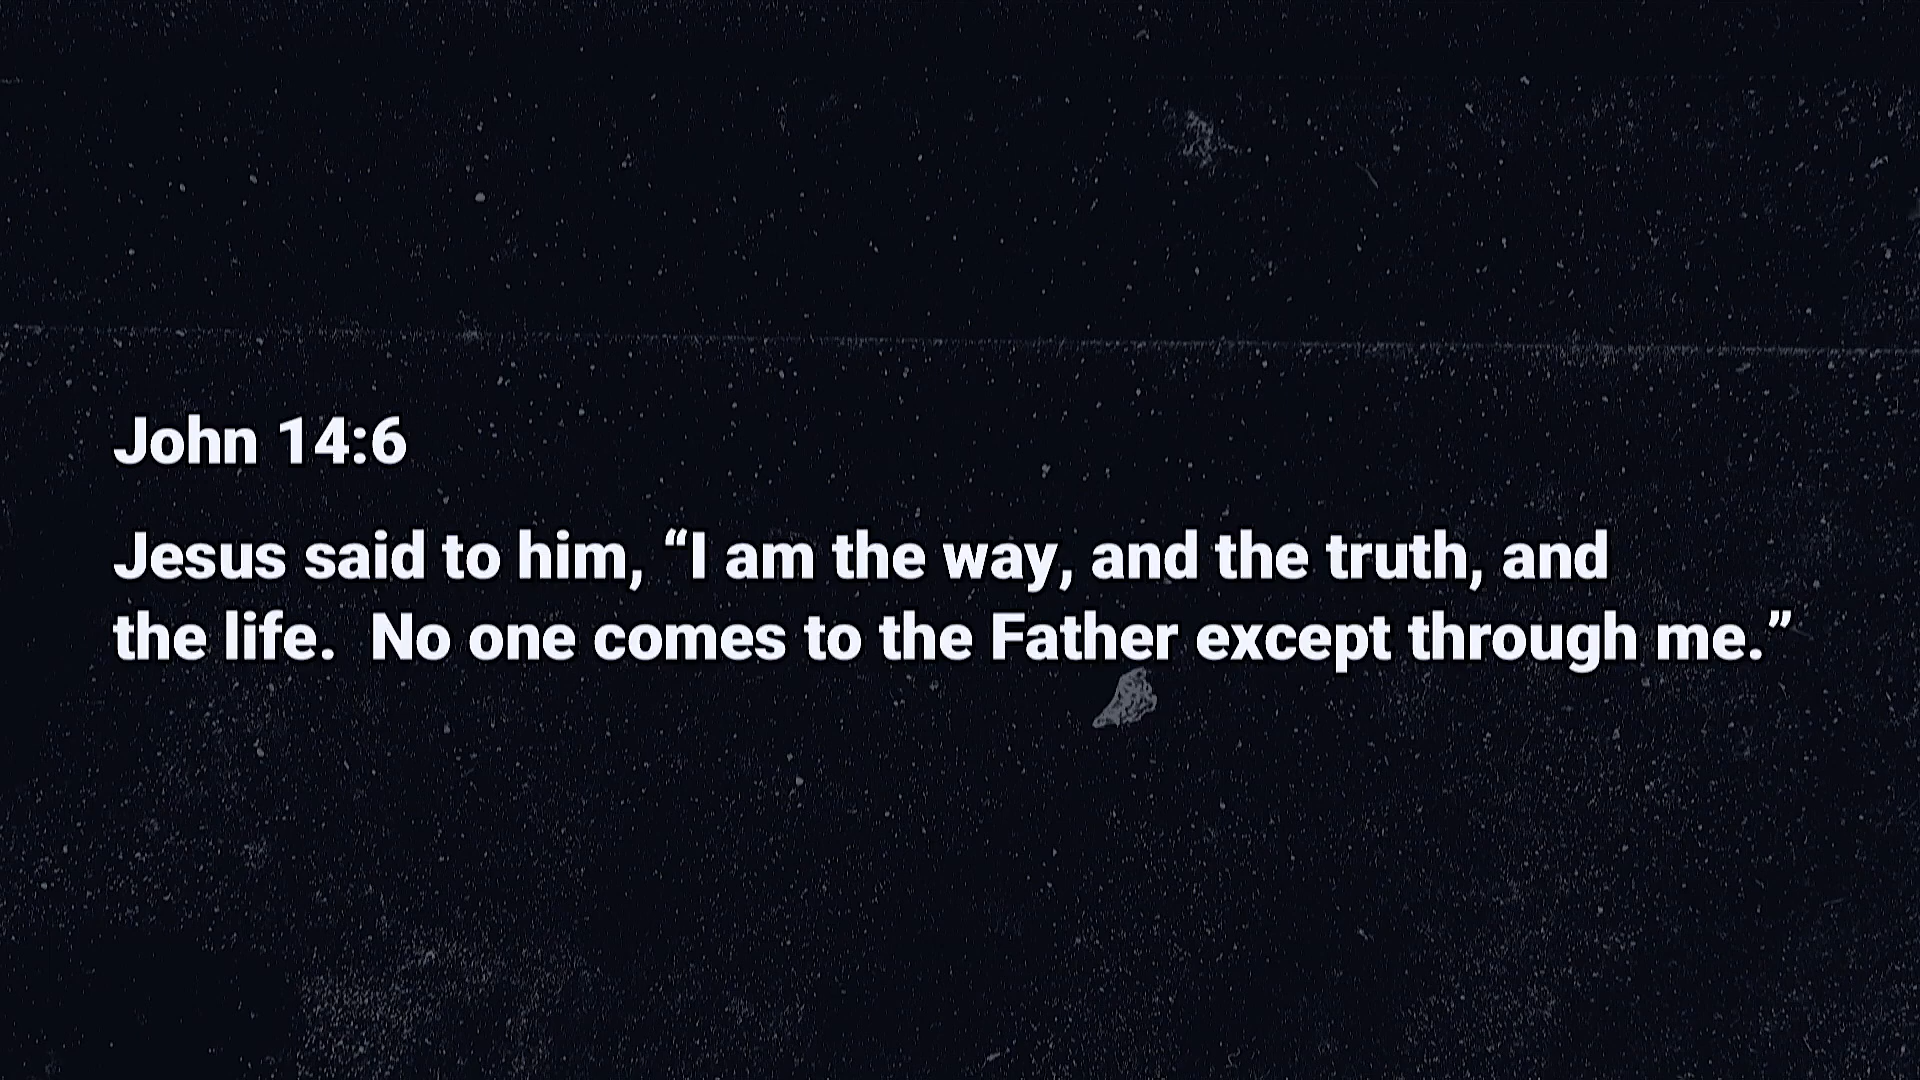 John 14:6
Jesus said to him, “I am the way, and the truth, and
the life.  No one comes to the Father except through me.”